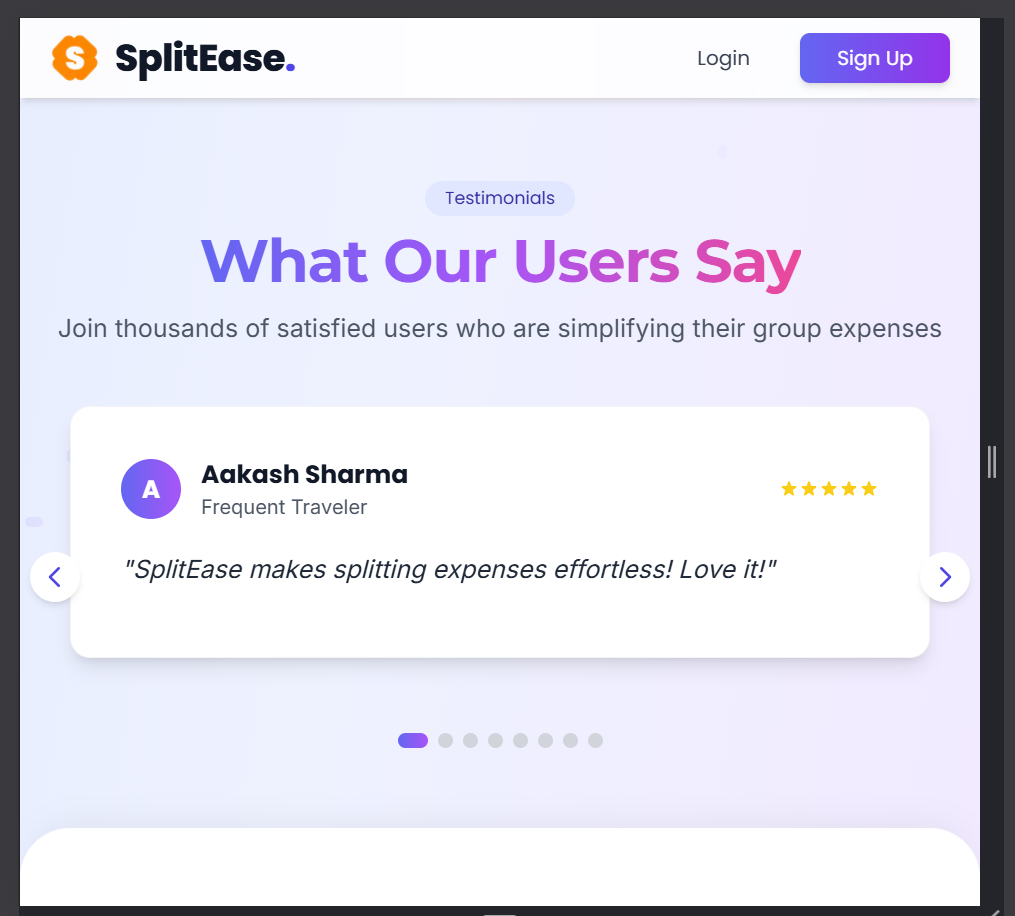 S
SplitEase.
Login
Sign Up
Testimonials
What Our Users Say
Join thousands of satisfied users who are simplifying their group expenses
A
Aakash Sharma
Frequent Traveler
"SplitEase makes splitting expenses effortless! Love it!"